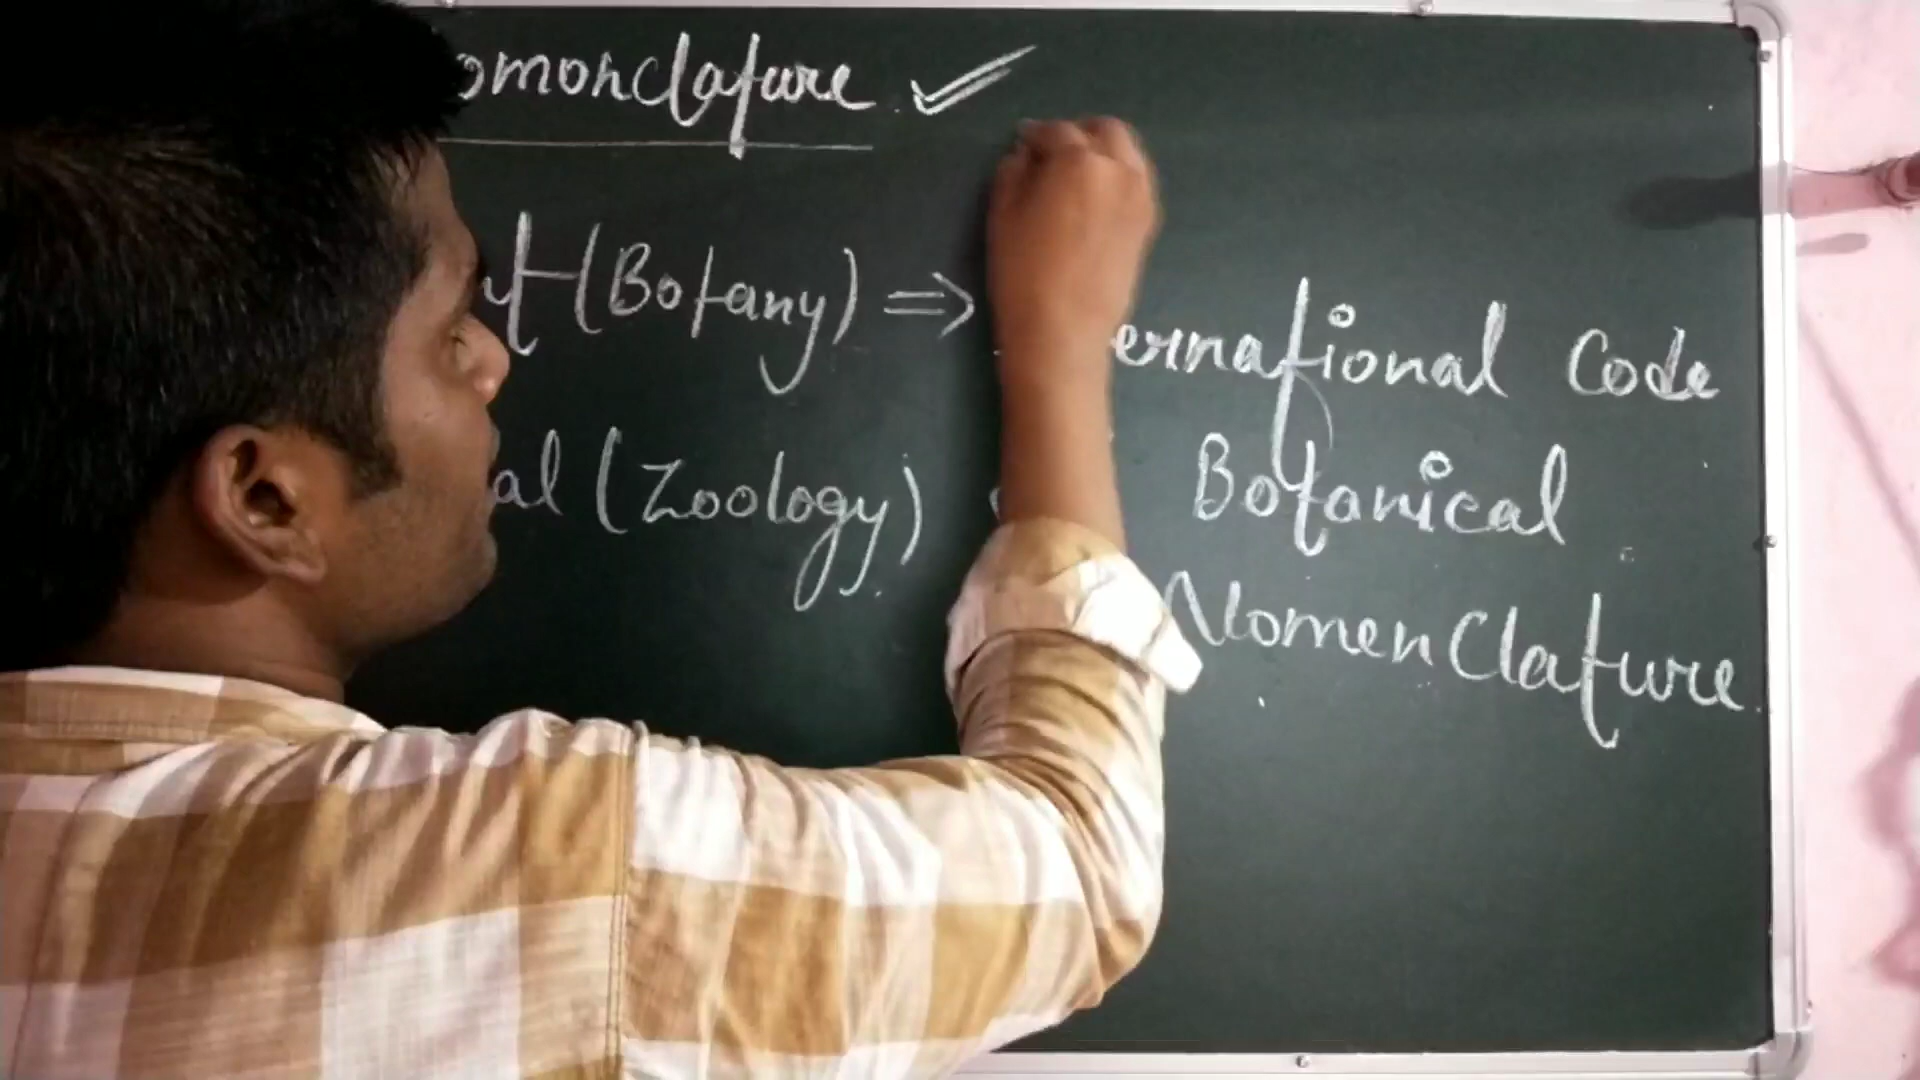 omonclature
(Botany) ⇒
ernational Code
al (Zoology)
Botanical
Nomenclature